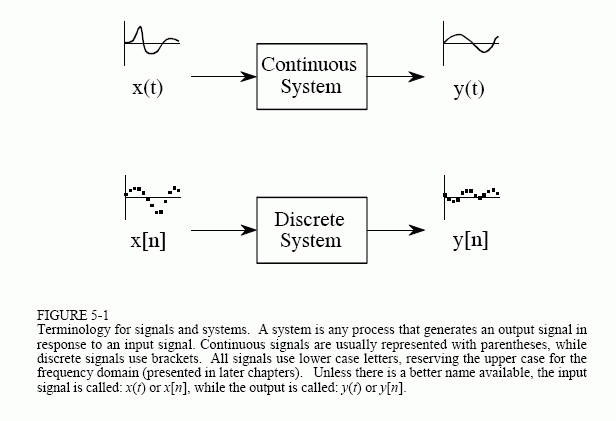 Continuous
System
x(t)
y(t)
Discrete
System
x[n]
y[n]
FIGURE 5-1
Terminology for signals and systems. A system is any process that generates an output signal in
response to an input signal. Continuous signals are usually represented with parentheses, while
discrete signals use brackets. All signals use lower case letters, reserving the upper case for the
frequency domain (presented in later chapters). Unless there is a better name available, the input
signal is called: x(t) or x[n], while the output is called: y(t) or y[n].